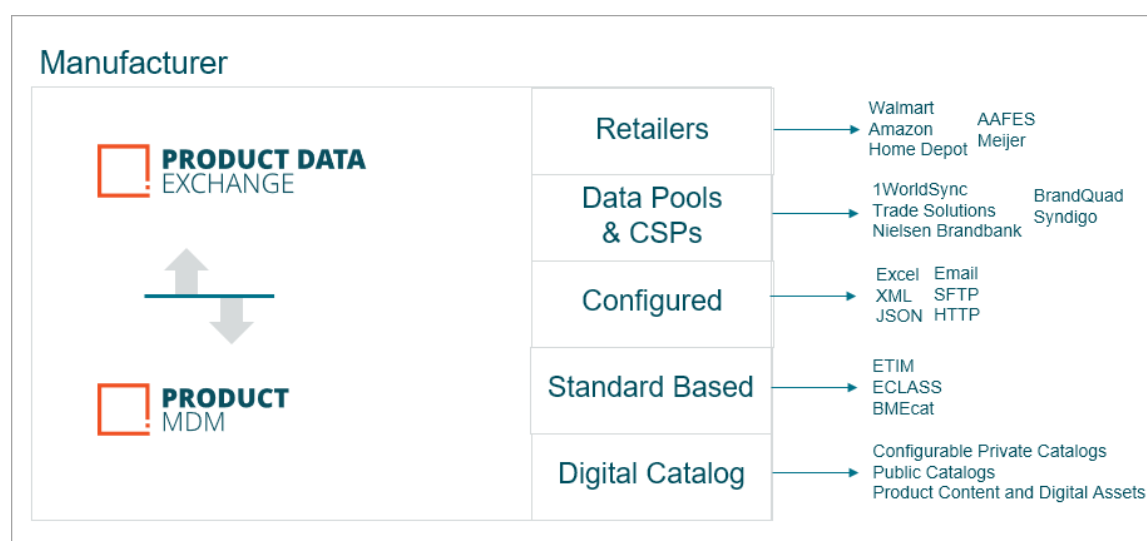 Manufacturer
PRODUCT DATA
EXCHANGE
PRODUCT
MDM
Retailers
Walmart
Amazon
Home Depot
AAFES
Meijer
Data Pools
& CSPs
1WorldSync
Trade Solutions
Nielsen Brandbank
BrandQuad
Syndigo
Configured
Excel
XML
JSON
Email
SFTP
HTTP
Standard Based
ETIM
ECLASS
BMEcat
Digital Catalog
Configurable Private Catalogs
Public Catalogs
Product Content and Digital Assets